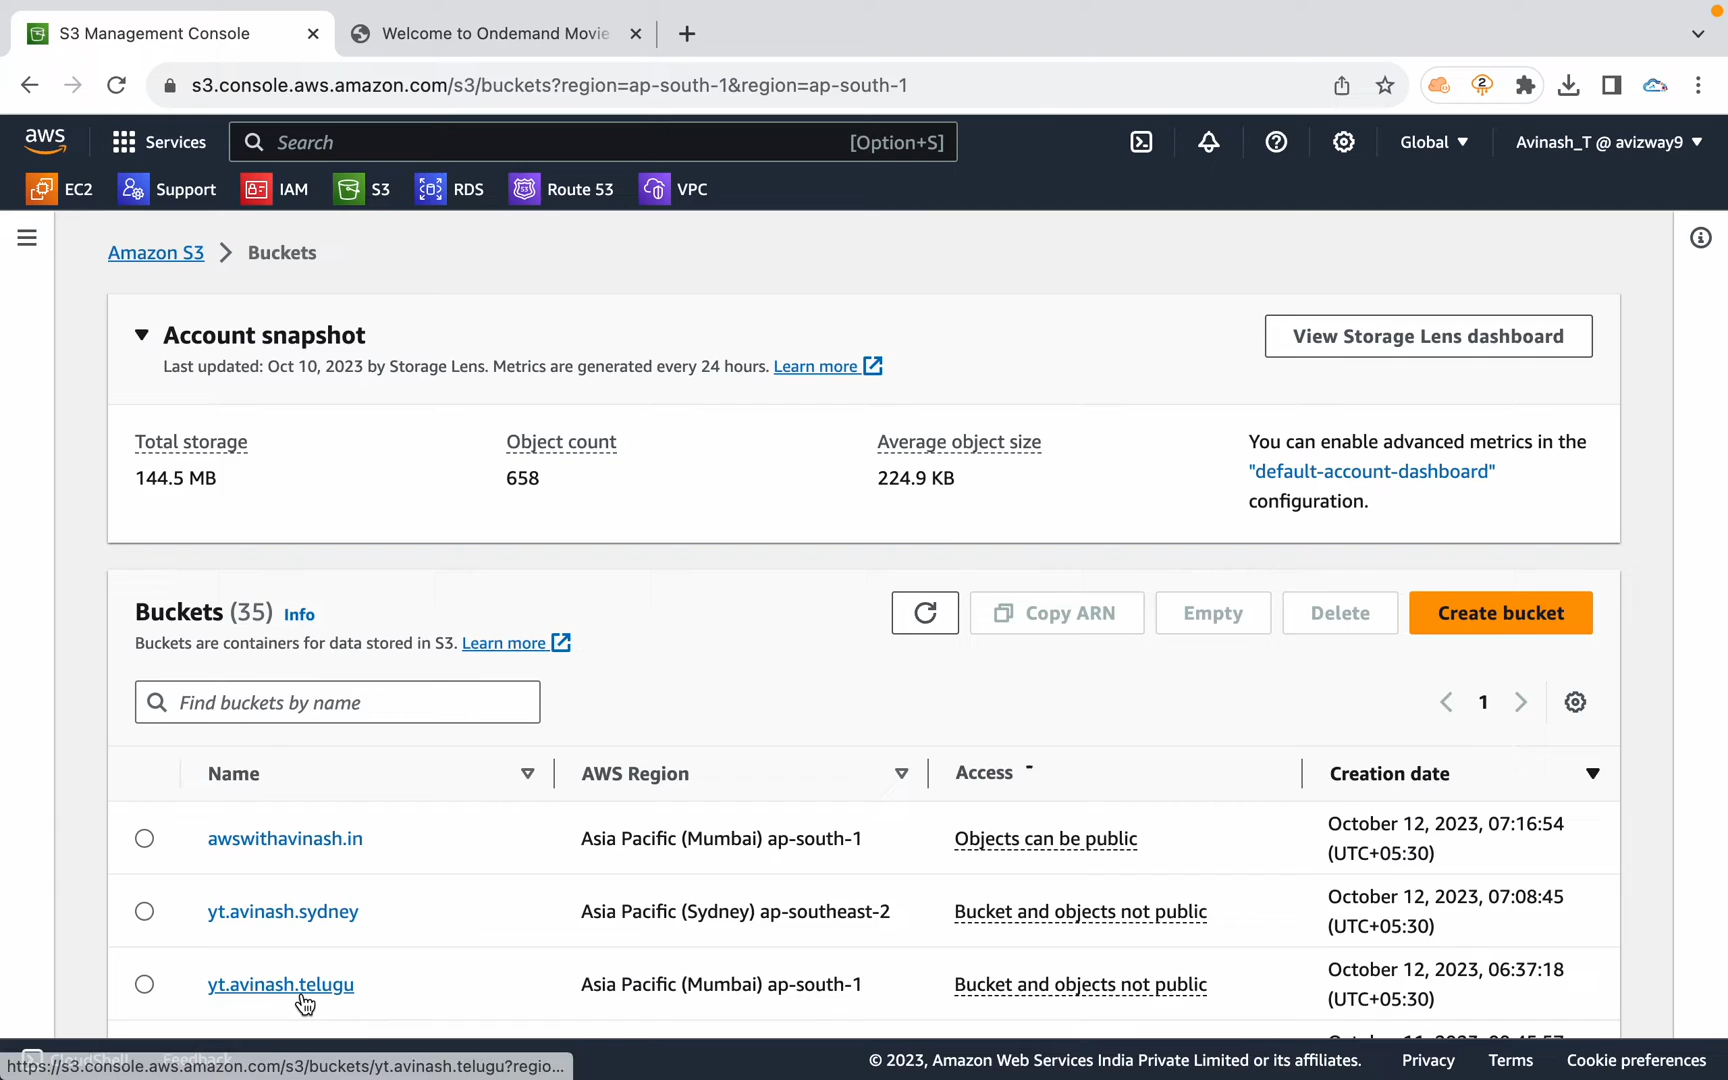 S3 Management Console
Welcome to Ondemand Movie
s3.console.aws.amazon.com/s3/buckets?region=ap-south-1&region=ap-south-1
aws
Services
Search
[Option+S]
Global
Avinash_T @ avizway9
EC2
Support
IAM
S3
RDS
Route 53
VPC
Amazon S3
Buckets
Account snapshot
View Storage Lens dashboard
Last updated: Oct 10, 2023 by Storage Lens. Metrics are generated every 24 hours. Learn more
Total storage
Object count
Average object size
You can enable advanced metrics in the
144.5 MB
658
224.9 KB
"default-account-dashboard"
configuration.
Buckets (35) Info
Copy ARN
Empty
Delete
Create bucket
Buckets are containers for data stored in S3. Learn more
Find buckets by name
1
Name
AWS Region
Access
Creation date
awswithavinash.in
Asia Pacific (Mumbai) ap-south-1
Objects can be public
October 12, 2023, 07:16:54
(UTC+05:30)
yt.avinash.sydney
Asia Pacific (Sydney) ap-southeast-2
Bucket and objects not public
October 12, 2023, 07:08:45
(UTC+05:30)
yt.avinash.telugu
Asia Pacific (Mumbai) ap-south-1
Bucket and objects not public
October 12, 2023, 06:37:18
(UTC+05:30)
CloudShell
Feedback
https://s3.console.aws.amazon.com/s3/buckets/yt.avinash.telugu?regio...
© 2023, Amazon Web Services India Private Limited or its affiliates.
Privacy
Terms
Cookie preferences